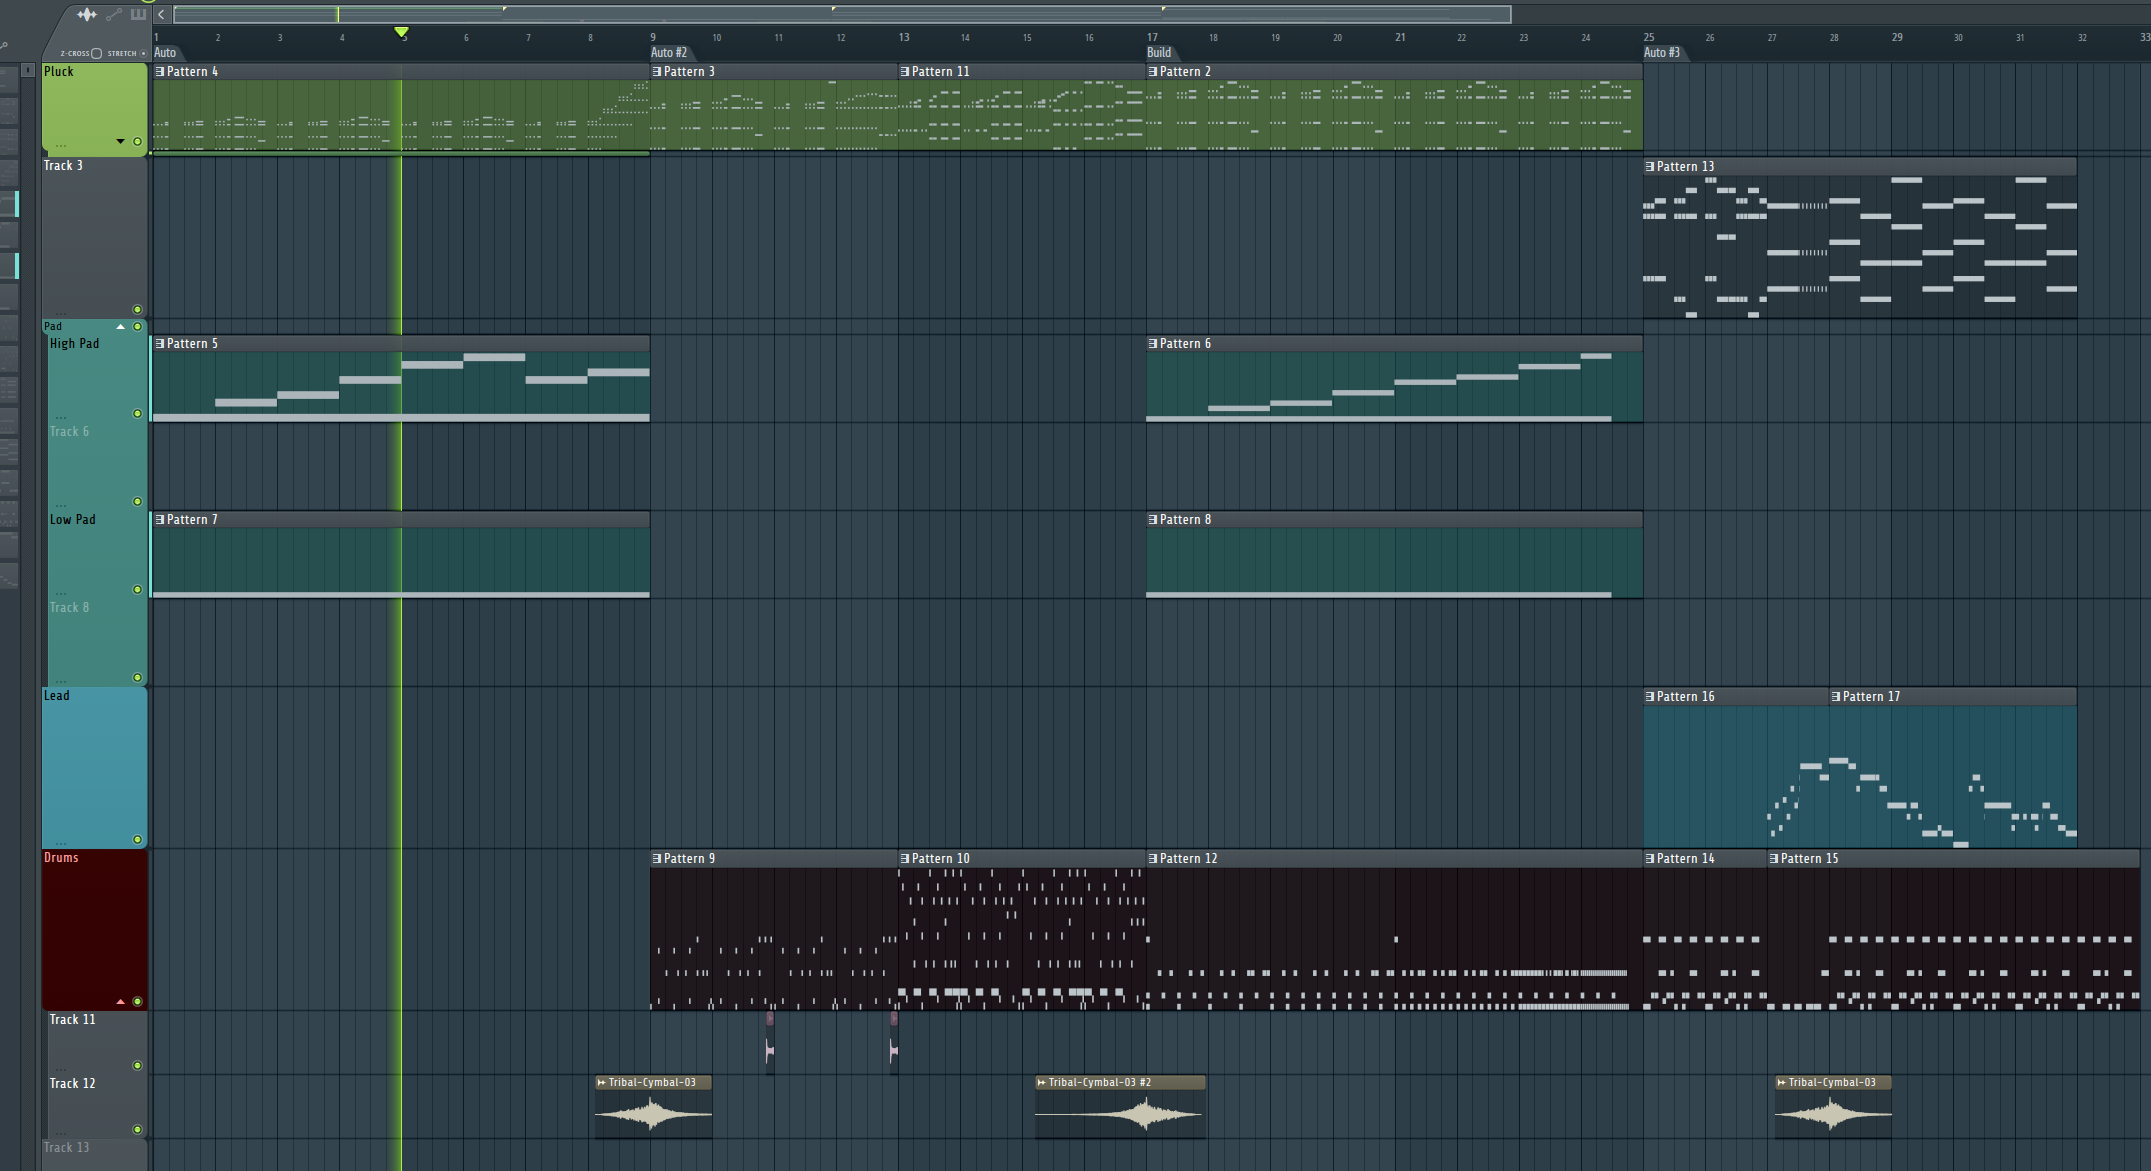 1 2 3 4 5 6 7 8 9 10 11 12 13 14 15 16 17 18 19 20 21 22 23 24 25 26 27 28 29 30 31 32 33
Z-CROSS STRETCH Auto Auto #2 Build Auto #3
Pluck Pattern 4 Pattern 3 Pattern 11 Pattern 2
Track 3 Pattern 13
Pad
High Pad Pattern 5 Pattern 6
Track 6
Low Pad Pattern 7 Pattern 8
Track 8
Lead Pattern 16 Pattern 17
Drums Pattern 9 Pattern 10 Pattern 12 Pattern 14 Pattern 15
Track 11
Track 12 Tribal-Cymbal-03 Tribal-Cymbal-03 #2 Tribal-Cymbal-03
Track 13